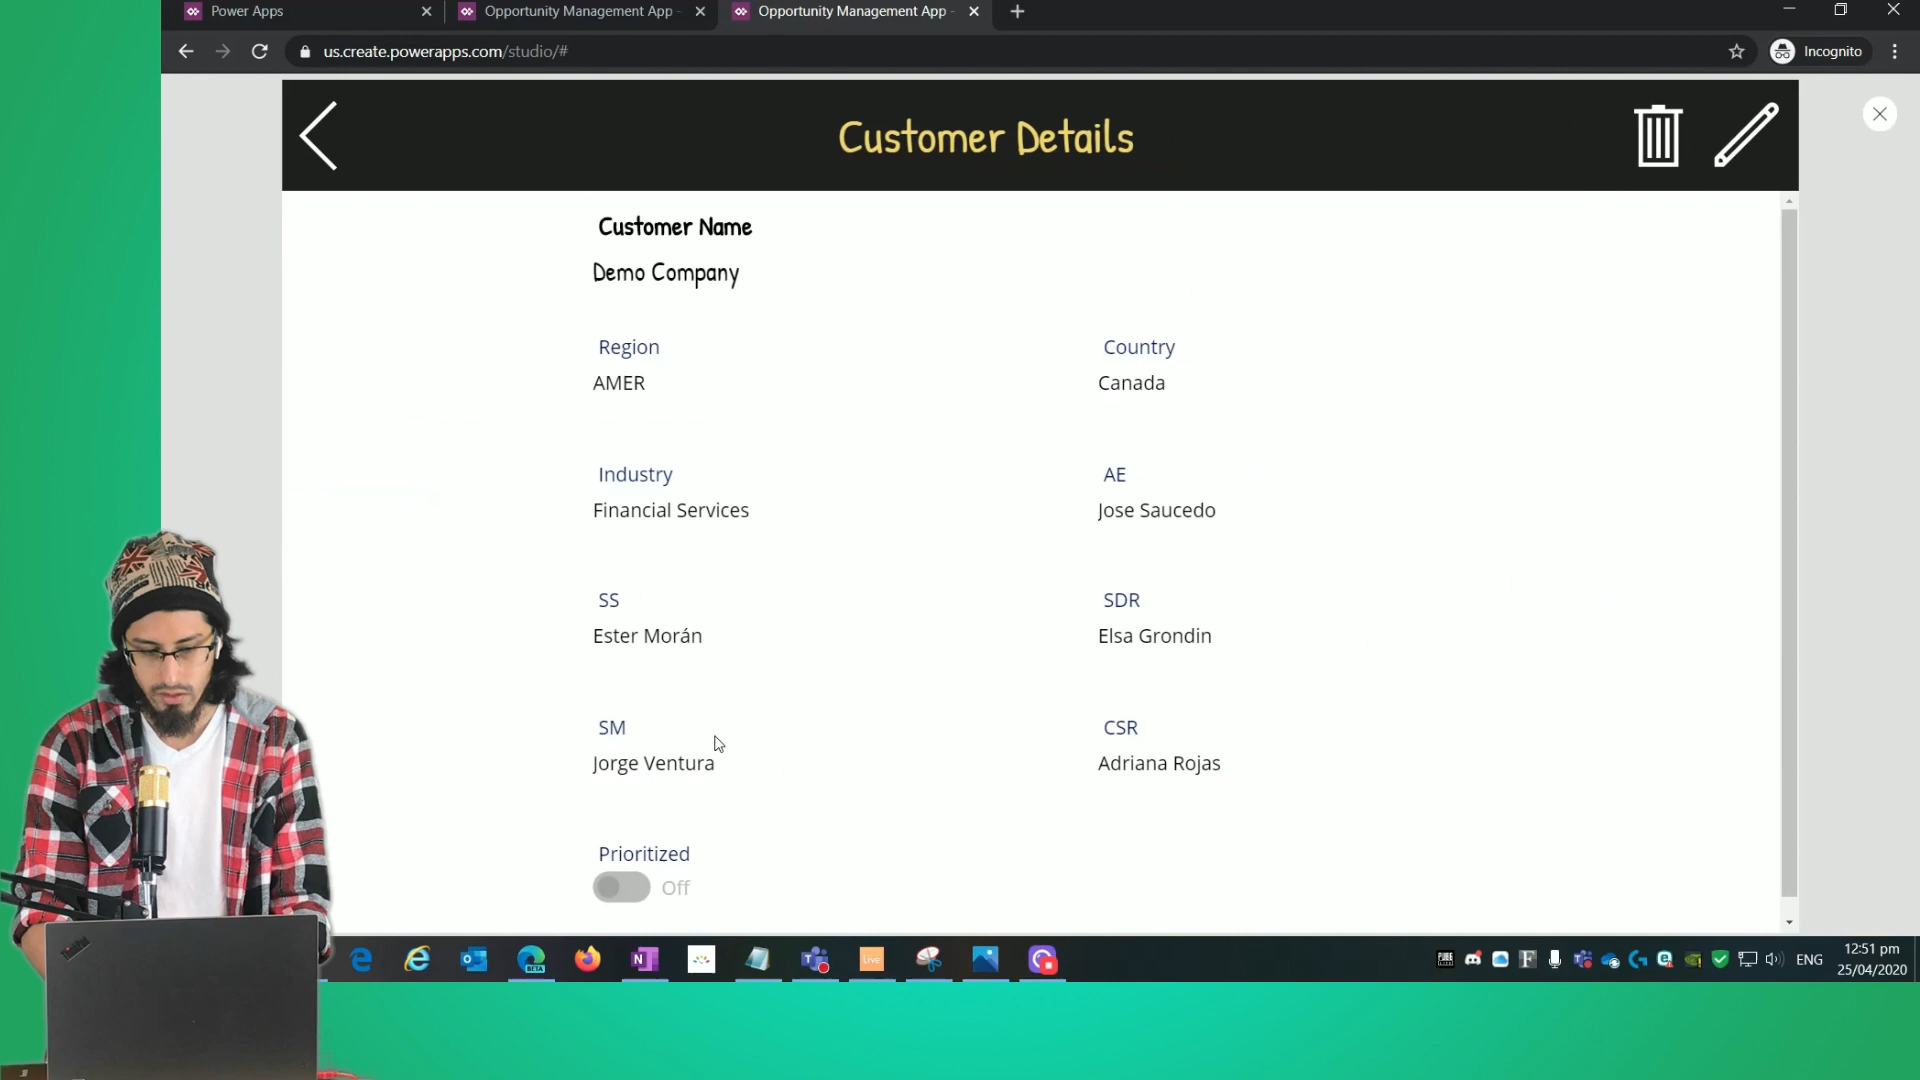 Power Apps
Opportunity Management App -
Opportunity Management App -
us.create.powerapps.com/studio/#
Incognito
Customer Details
Customer Name
Demo Company
Region
Country
AMER
Canada
Industry
AE
Financial Services
Jose Saucedo
SS
SDR
Ester Morán
Elsa Grondin
SM
CSR
Jorge Ventura
Adriana Rojas
Prioritized
Off
BETA
N
live
ENG
12:51 pm
25/04/2020